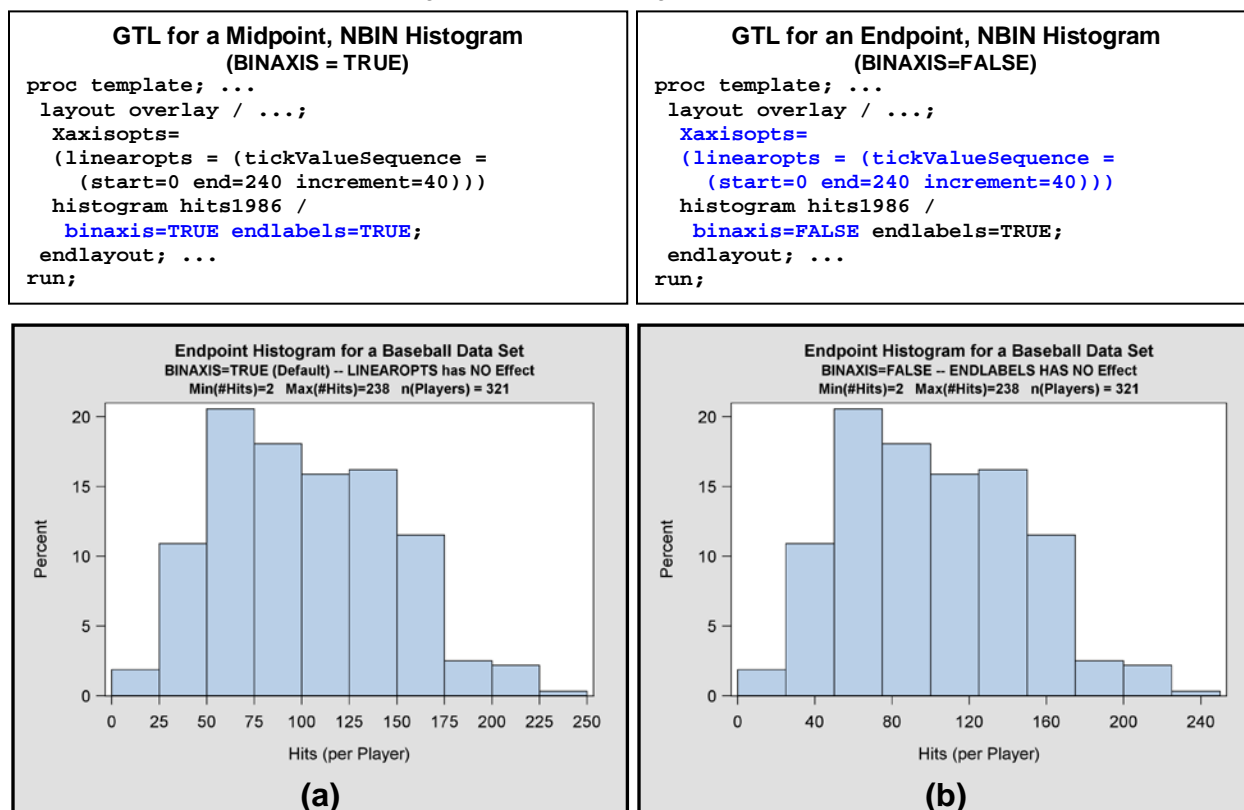 GTL for a Midpoint, NBIN Histogram
(BINAXIS = TRUE)
proc template; ...
layout overlay / ...;
Xaxisopts=
(linearopts = (tickValueSequence =
(start=0 end=240 increment=40)))
histogram hits1986 /
binaxis=TRUE endlabels=TRUE;
endlayout; ...
run;
GTL for an Endpoint, NBIN Histogram
(BINAXIS=FALSE)
proc template; ...
layout overlay / ...;
Xaxisopts=
(linearopts = (tickValueSequence =
(start=0 end=240 increment=40)))
histogram hits1986 /
binaxis=FALSE endlabels=TRUE;
endlayout; ...
run;
Endpoint Histogram for a Baseball Data Set
BINAXIS=TRUE (Default) -- LINEAROPTS has NO Effect
Min(#Hits)=2 Max(#Hits)=238 n(Players) = 321
20
15
10
5
0
Percent
0 25 50 75 100 125 150 175 200 225 250
Hits (per Player)
(a)
Endpoint Histogram for a Baseball Data Set
BINAXIS=FALSE -- ENDLABELS HAS NO Effect
Min(#Hits)=2 Max(#Hits)=238 n(Players) = 321
20
15
10
5
0
Percent
0 40 80 120 160 200 240
Hits (per Player)
(b)